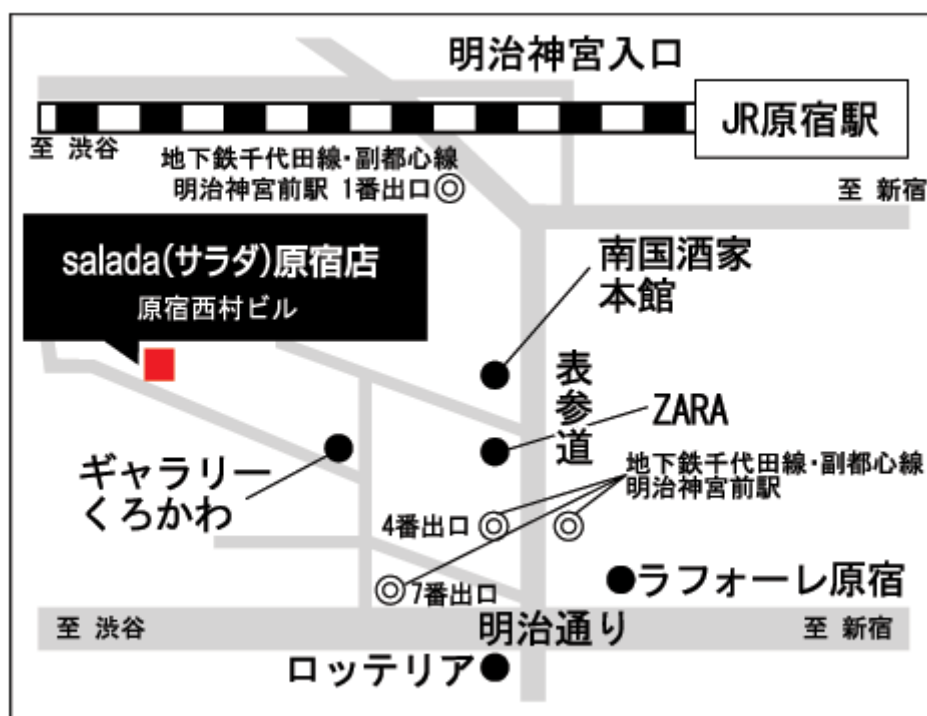 明治神宮入口
JR原宿駅
至 渋谷
地下鉄千代田線・副都心線
明治神宮前駅 1番出口
至 新宿
salada(サラダ)原宿店
原宿西村ビル
南国酒家
本館
表参道
ZARA
ギャラリー
くろかわ
地下鉄千代田線・副都心線
明治神宮前駅
4番出口
7番出口
ラフォーレ原宿
至 渋谷
明治通り
至 新宿
ロッテリア